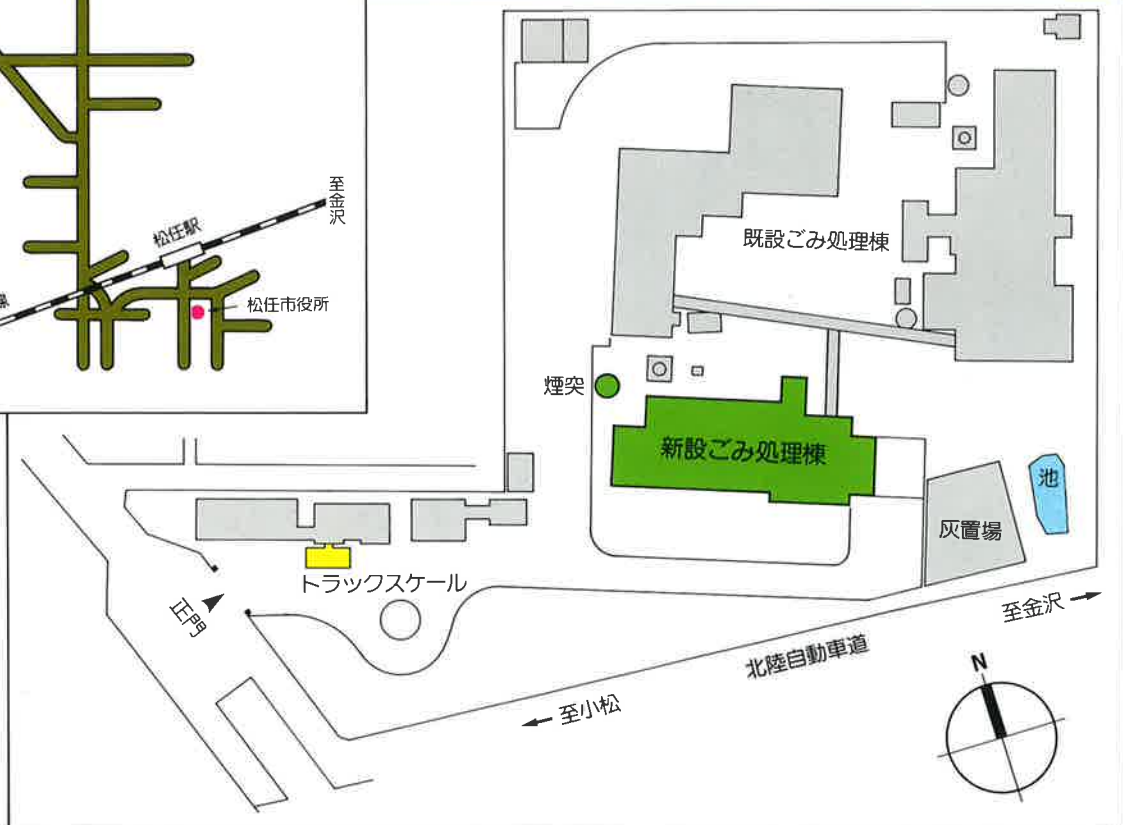 至金沢
松任駅
線
松任市役所
既設ごみ処理棟
煙突
新設ごみ処理棟
池
灰置場
トラックスケール
正門
至金沢
北陸自動車道
至小松
N